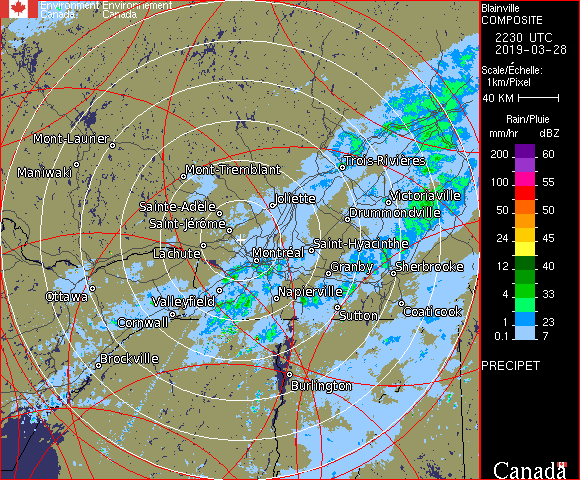 Environment Environnement
Canada Canada
Blainville
COMPOSITE
2230 UTC
2019-03-28
Scale/Échelle:
1km/Pixel
40 KM
Rain/Pluie
mm/hr dBZ
200 60
100 55
50 50
24 45
12 40
4 33
1 23
0.1 7
PRECIPET
Canada
Mont-Laurier
Maniwaki
Mont-Tremblant
Trois-Rivières
Sainte-Adèle
Joliette
Victoriaville
Drummondville
Saint-Jérôme
Lachute
Montréal
Saint-Hyacinthe
Granby
Sherbrooke
Ottawa
Valleyfield
Napierville
Cornwall
Sutton
Coaticook
Brockville
Burlington